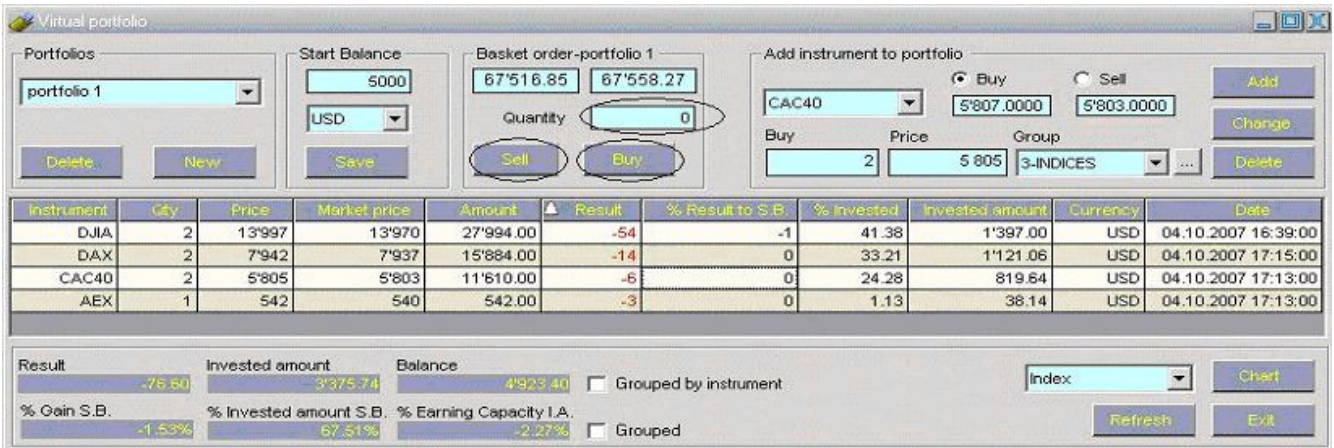 Virtual portfolio
Portfolios
portfolio 1
Delete
New
Start Balance
5000
USD
Save
Basket order-portfolio 1
67'516.85 67'558.27
Quantity 0
Sell Buy
Add instrument to portfolio
Buy Sell
CAC40 5'807.0000 5'803.0000
Buy Price Group
2 5 805 3-INDICES ...
Add
Change
Delete
Instrument Qty Price Market price Amount Result % Result to S.B. % Invested Invested amount Currency Date
DJIA 2 13'997 13'970 27'994.00 -54 -1 41.38 1'397.00 USD 04.10.2007 16:39:00
DAX 2 7'942 7'937 15'884.00 -14 0 33.21 1'121.06 USD 04.10.2007 17:15:00
CAC40 2 5'805 5'803 11'610.00 -6 0 24.28 819.64 USD 04.10.2007 17:13:00
AEX 1 542 540 542.00 -3 0 1.13 38.14 USD 04.10.2007 17:13:00
Result Invested amount Balance
-76.60 3'375.74 4'923.40 Grouped by instrument
% Gain S.B. % Invested amount S.B. % Earning Capacity I.A.
-1.53% 67.51% -2.27% Grouped
Index Chart
Refresh Exit